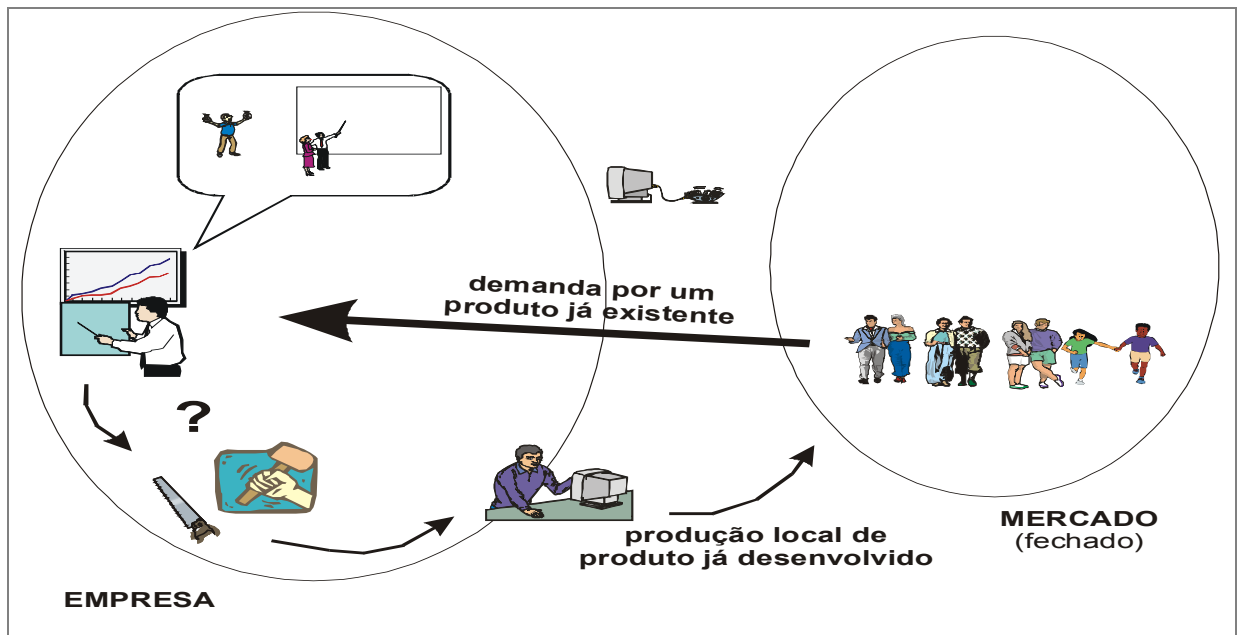 demanda por um
produto já existente
?
produção local de
produto já desenvolvido
MERCADO
(fechado)
EMPRESA